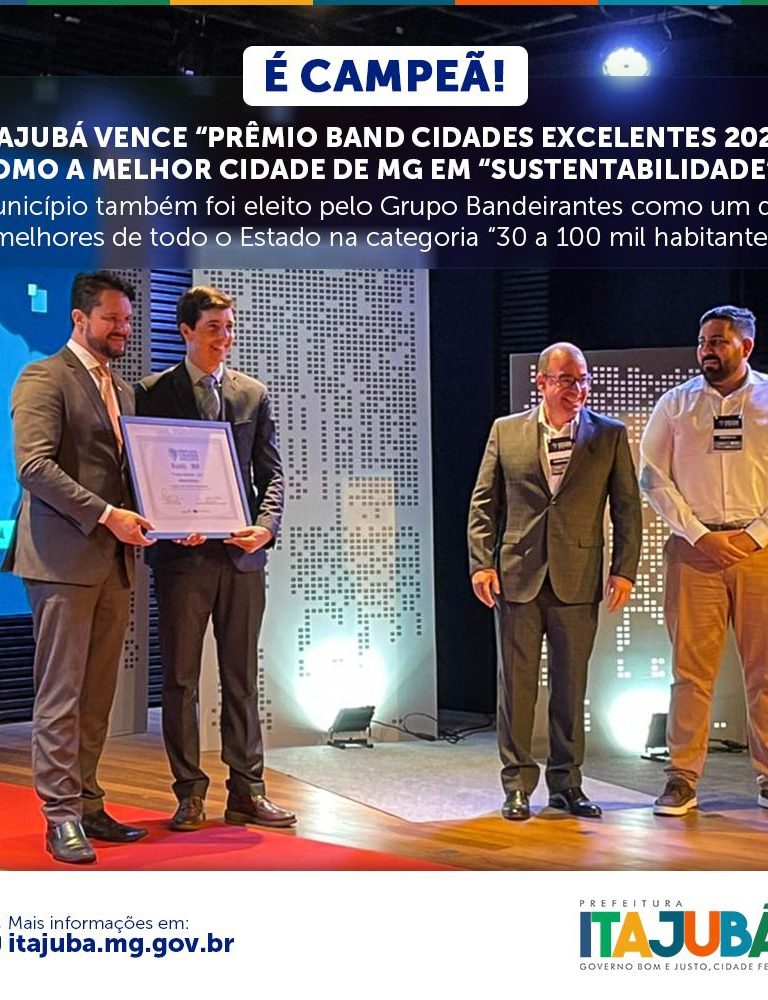 É CAMPEÃ!
AJUBÁ VENCE “PRÊMIO BAND CIDADES EXCELENTES 202
OMO A MELHOR CIDADE DE MG EM “SUSTENTABILIDADE”
unicípio também foi eleito pelo Grupo Bandeirantes como um d
melhores de todo o Estado na categoria “30 a 100 mil habitante
Mais informações em:
itajuba.mg.gov.br
PREFEITURA
ITAJUBÁ
GOVERNO BOM E JUSTO, CIDADE FE